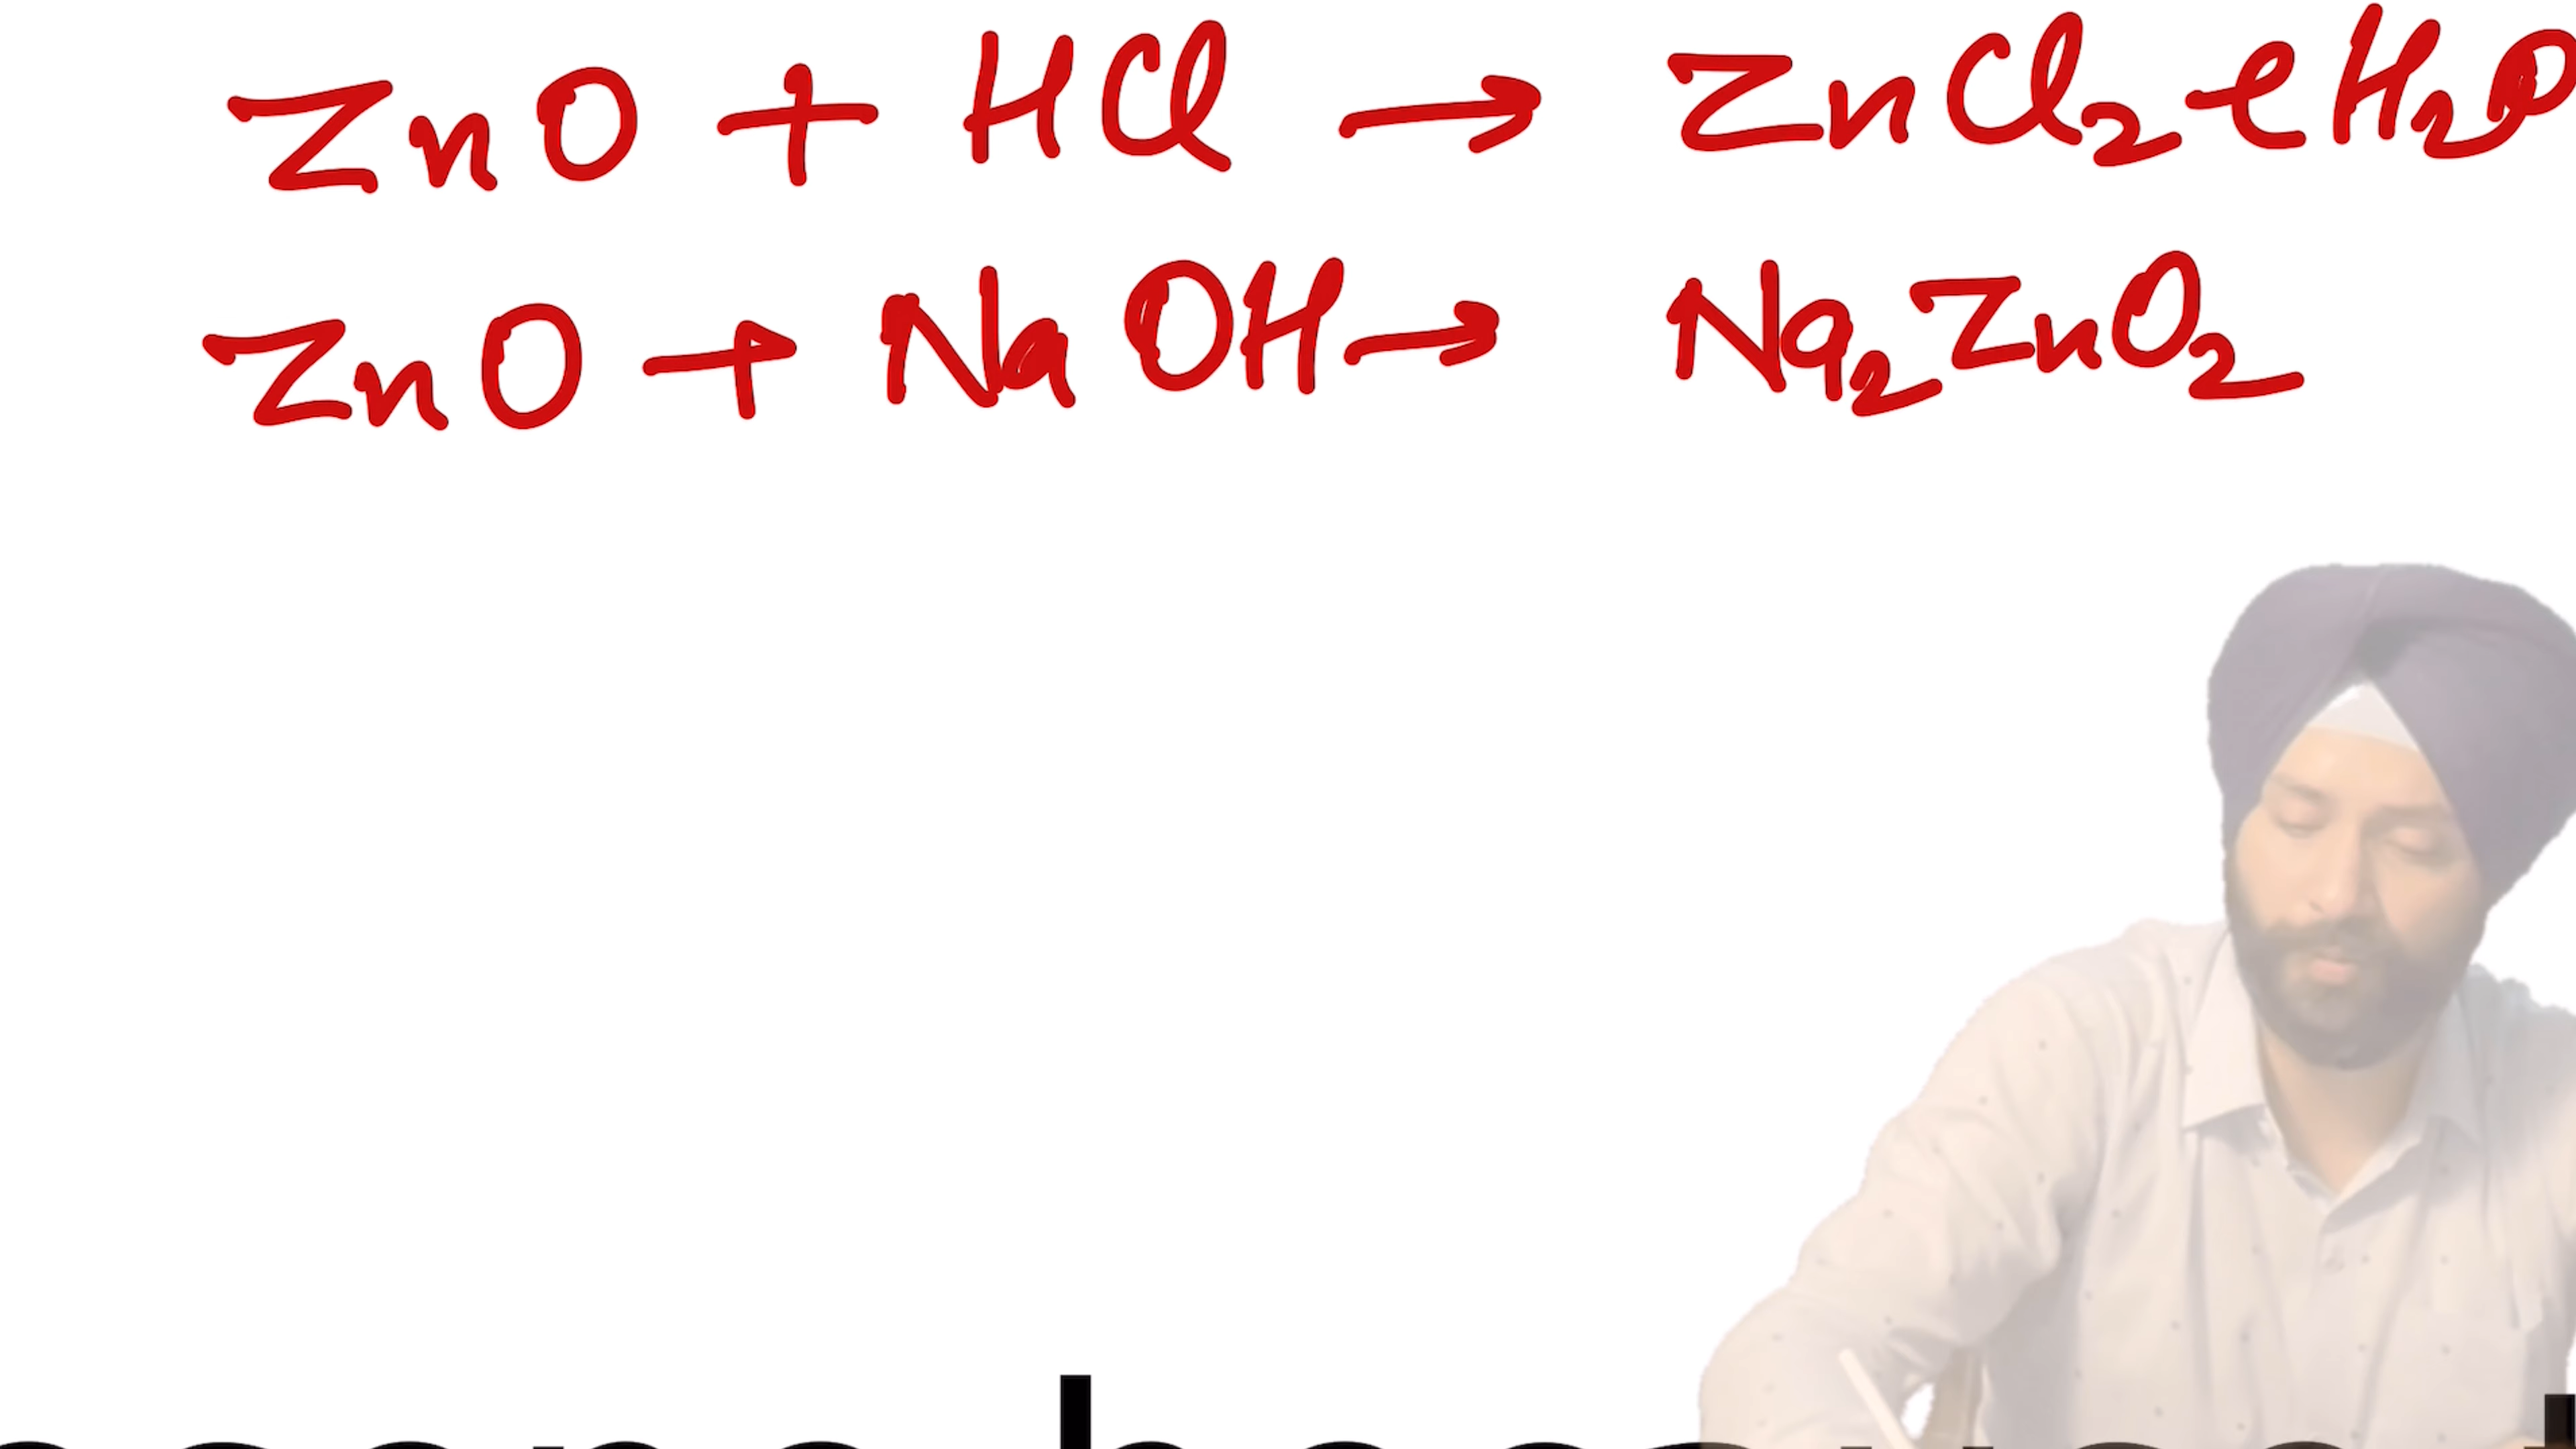 ZnO + HCl → ZnCl₂ + H₂O
ZnO + NaOH → Na₂ZnO₂